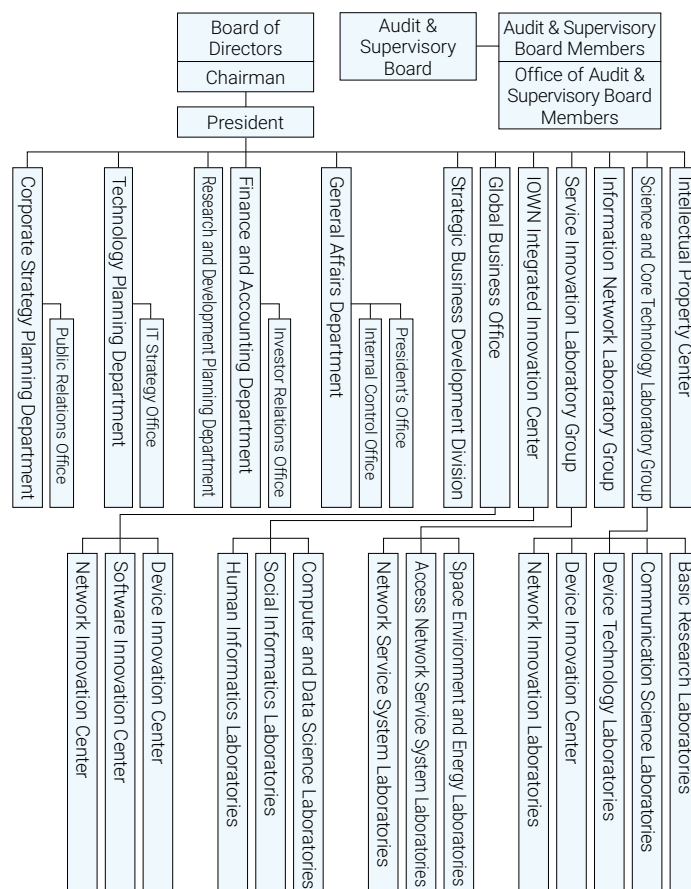 Board of
Directors
Chairman
President
Audit &
Supervisory
Board
Audit & Supervisory
Board Members
Office of Audit &
Supervisory Board
Members
Corporate Strategy Planning Department
Public Relations Office
Technology Planning Department
IT Strategy Office
Research and Development Planning Department
Finance and Accounting Department
Investor Relations Office
General Affairs Department
Internal Control Office
President's Office
Strategic Business Development Division
Global Business Office
IOWN Integrated Innovation Center
Service Innovation Laboratory Group
Information Network Laboratory Group
Science and Core Technology Laboratory Group
Intellectual Property Center
Network Innovation Center
Software Innovation Center
Device Innovation Center
Human Informatics Laboratories
Social Informatics Laboratories
Computer and Data Science Laboratories
Network Service System Laboratories
Access Network Service System Laboratories
Space Environment and Energy Laboratories
Network Innovation Laboratories
Device Innovation Center
Device Technology Laboratories
Communication Science Laboratories
Basic Research Laboratories